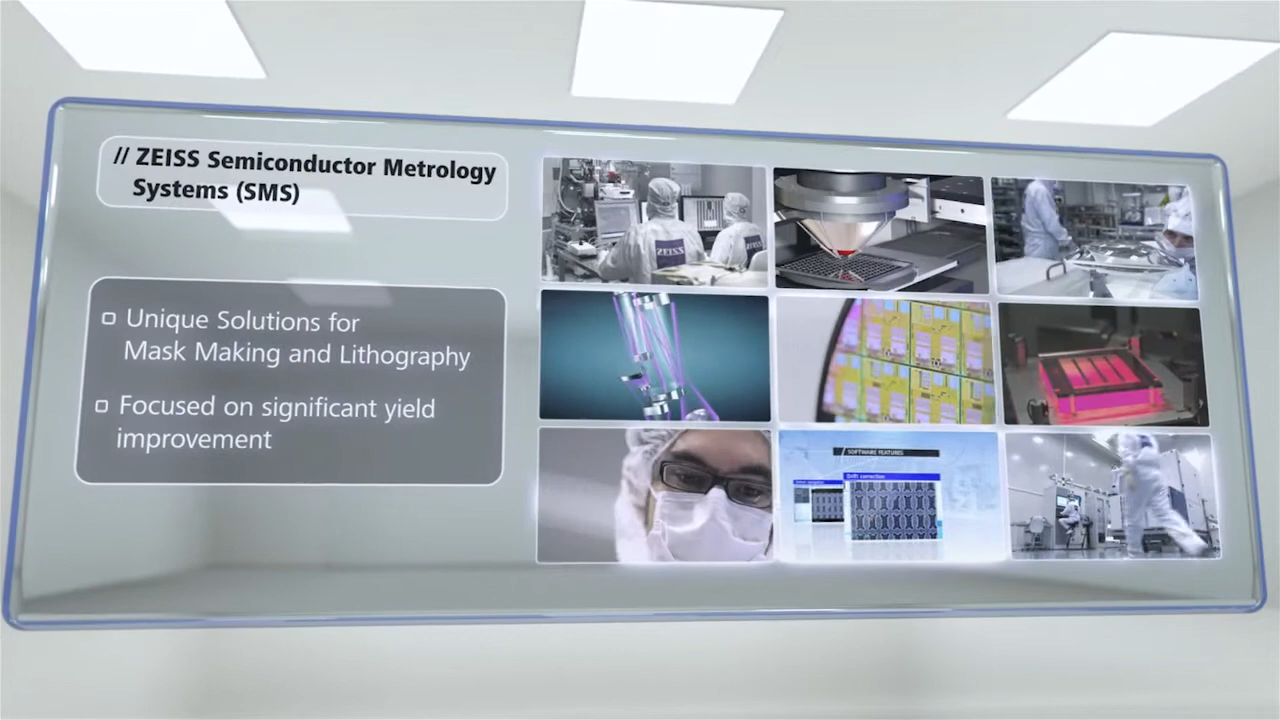 // ZEISS Semiconductor Metrology
Systems (SMS)
Unique Solutions for
Mask Making and Lithography
Focused on significant yield
improvement
ZEISS
ZEISS
/ SOFTWARE FEATURES
Drift correction